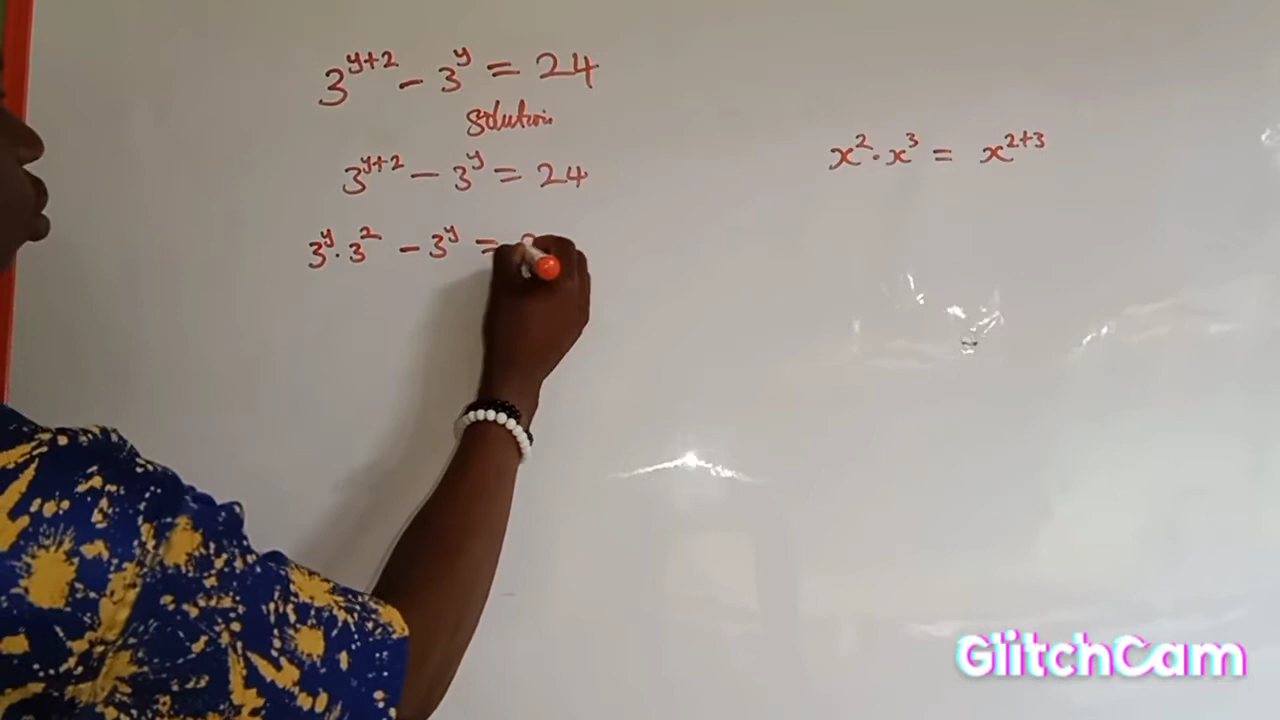 3^{y+2} - 3^y = 24
solution
3^{y+2} - 3^y = 24
3^y · 3^2 - 3^y =
x^2 · x^3 = x^{2+3}
GlitchCam